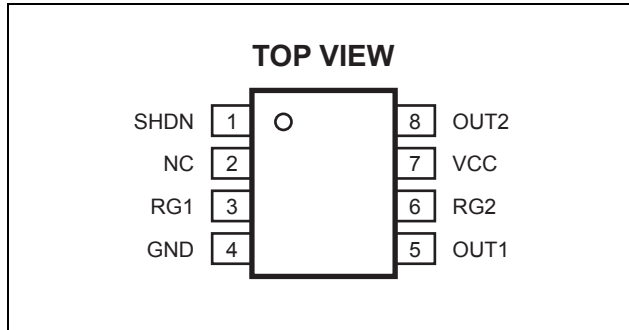 TOP VIEW
SHDN 1 8 OUT2
NC 2 7 VCC
RG1 3 6 RG2
GND 4 5 OUT1